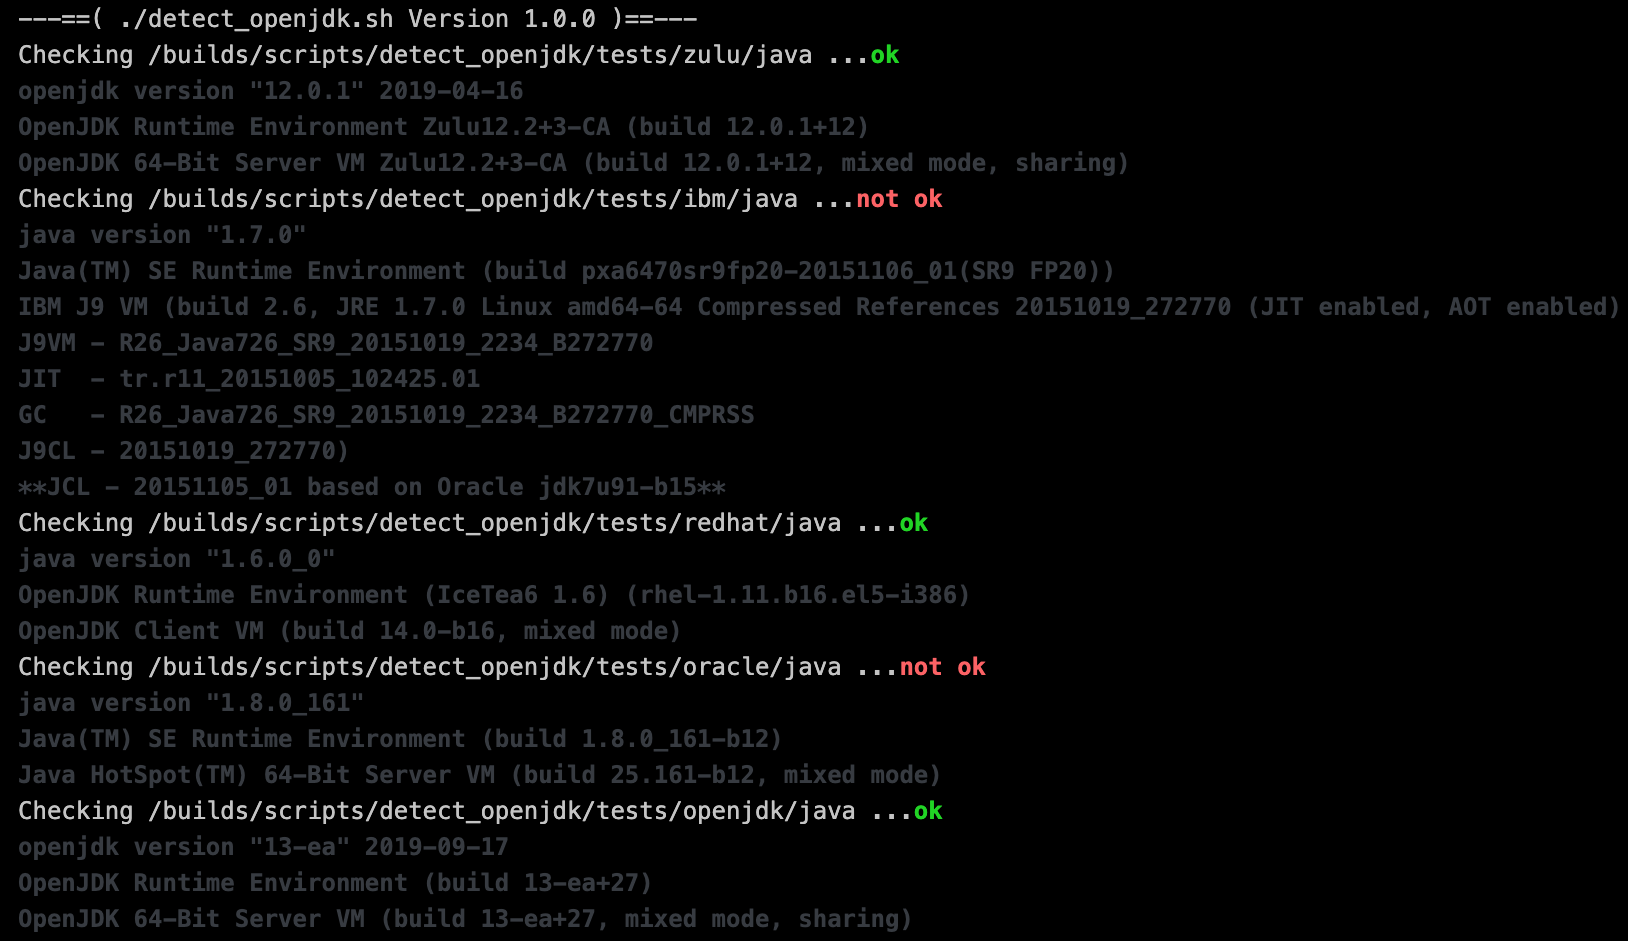 ---==( ./detect_openjdk.sh Version 1.0.0 )==---
Checking /builds/scripts/detect_openjdk/tests/zulu/java ...ok
openjdk version "12.0.1" 2019-04-16
OpenJDK Runtime Environment Zulu12.2+3-CA (build 12.0.1+12)
OpenJDK 64-Bit Server VM Zulu12.2+3-CA (build 12.0.1+12, mixed mode, sharing)
Checking /builds/scripts/detect_openjdk/tests/ibm/java ...not ok
java version "1.7.0"
Java(TM) SE Runtime Environment (build pxa6470sr9fp20-20151106_01(SR9 FP20))
IBM J9 VM (build 2.6, JRE 1.7.0 Linux amd64-64 Compressed References 20151019_272770 (JIT enabled, AOT enabled)
J9VM - R26_Java726_SR9_20151019_2234_B272770
JIT  - tr.r11_20151005_102425.01
GC   - R26_Java726_SR9_20151019_2234_B272770_CMPRSS
J9CL - 20151019_272770)
**JCL - 20151105_01 based on Oracle jdk7u91-b15**
Checking /builds/scripts/detect_openjdk/tests/redhat/java ...ok
java version "1.6.0_0"
OpenJDK Runtime Environment (IceTea6 1.6) (rhel-1.11.b16.el5-i386)
OpenJDK Client VM (build 14.0-b16, mixed mode)
Checking /builds/scripts/detect_openjdk/tests/oracle/java ...not ok
java version "1.8.0_161"
Java(TM) SE Runtime Environment (build 1.8.0_161-b12)
Java HotSpot(TM) 64-Bit Server VM (build 25.161-b12, mixed mode)
Checking /builds/scripts/detect_openjdk/tests/openjdk/java ...ok
openjdk version "13-ea" 2019-09-17
OpenJDK Runtime Environment (build 13-ea+27)
OpenJDK 64-Bit Server VM (build 13-ea+27, mixed mode, sharing)